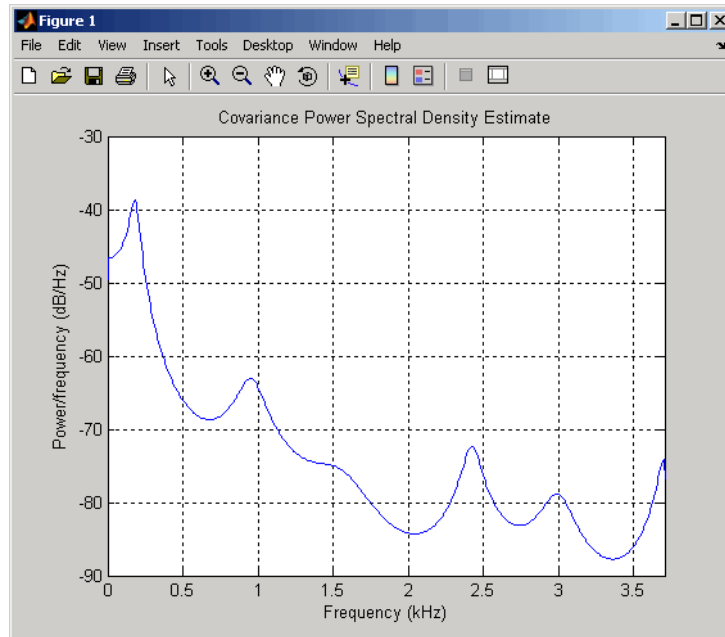 Figure 1
File Edit View Insert Tools Desktop Window Help
Covariance Power Spectral Density Estimate
-30
-40
-50
-60
-70
-80
-90
Power/frequency (dB/Hz)
0 0.5 1 1.5 2 2.5 3 3.5
Frequency (kHz)